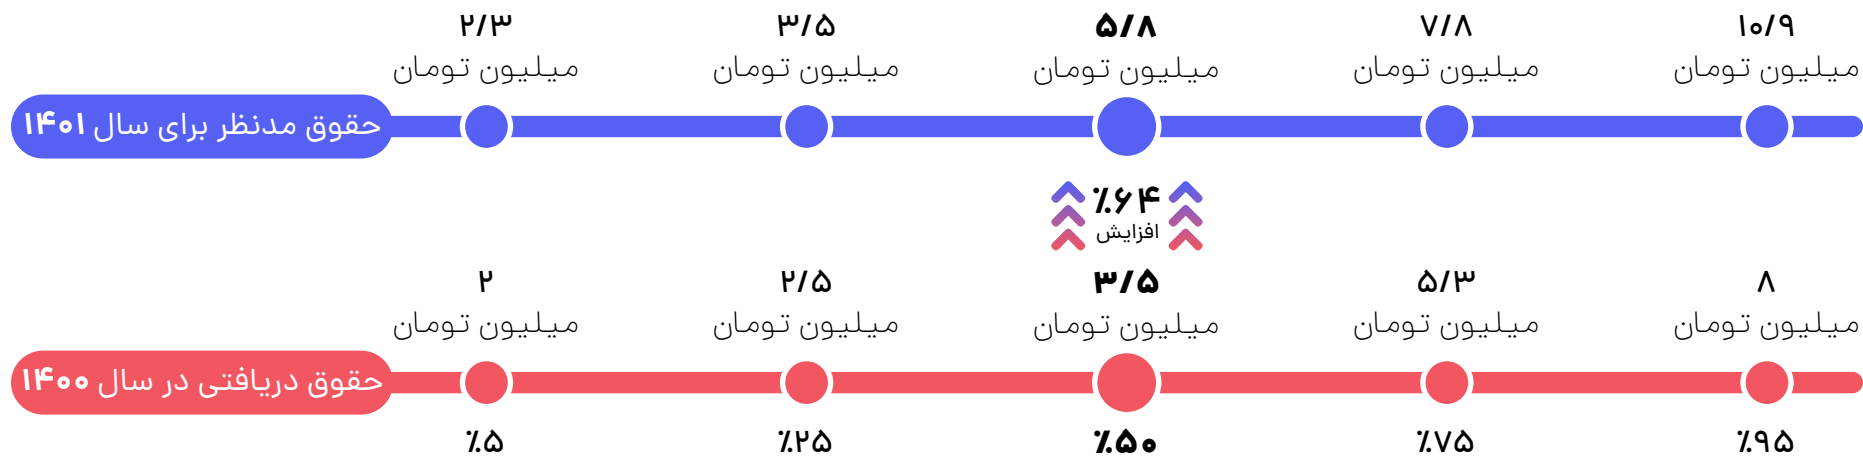 ۲/۳
میلیون تومان
۳/۵
میلیون تومان
۵/۸
میلیون تومان
۷/۸
میلیون تومان
۱۰/۹
میلیون تومان
حقوق مدنظر برای سال ۱۴۰۱
٪۶۴
افزایش
۲
میلیون تومان
۲/۵
میلیون تومان
۳/۵
میلیون تومان
۵/۳
میلیون تومان
۸
میلیون تومان
حقوق دریافتی در سال ۱۴۰۰
٪۵
٪۲۵
٪۵۰
٪۷۵
٪۹۵